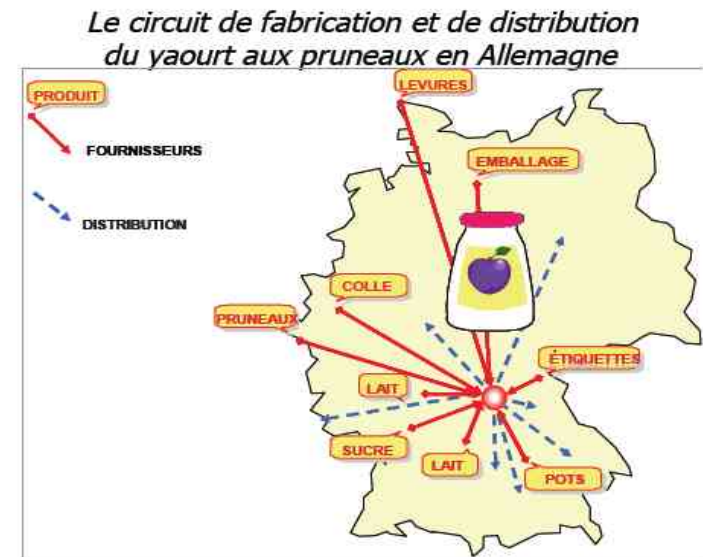 Le circuit de fabrication et de distribution
du yaourt aux pruneaux en Allemagne
LEVURES
PRODUIT
FOURNISSEURS
EMBALLAGE
DISTRIBUTION
COLLE
PRUNEAUX
ÉTIQUETTES
LAIT
SUCRE
LAIT
POTS